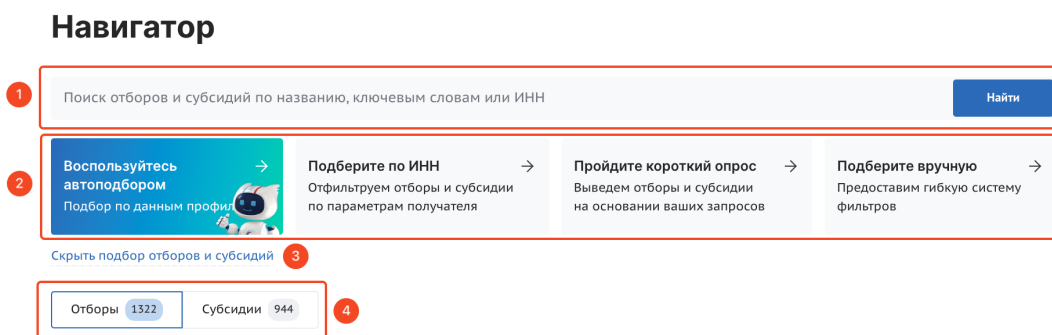 Навигатор
1
Поиск отборов и субсидий по названию, ключевым словам или ИНН
Найти
2
Воспользуйтесь
автоподбором
Подбор по данным профил
Подберите по ИНН
Отфильтруем отборы и субсидии
по параметрам получателя
Пройдите короткий опрос
Выведем отборы и субсидии
на основании ваших запросов
Подберите вручную
Предоставим гибкую систему
фильтров
Скрыть подбор отборов и субсидий
3
Отборы 1322
Субсидии 944
4